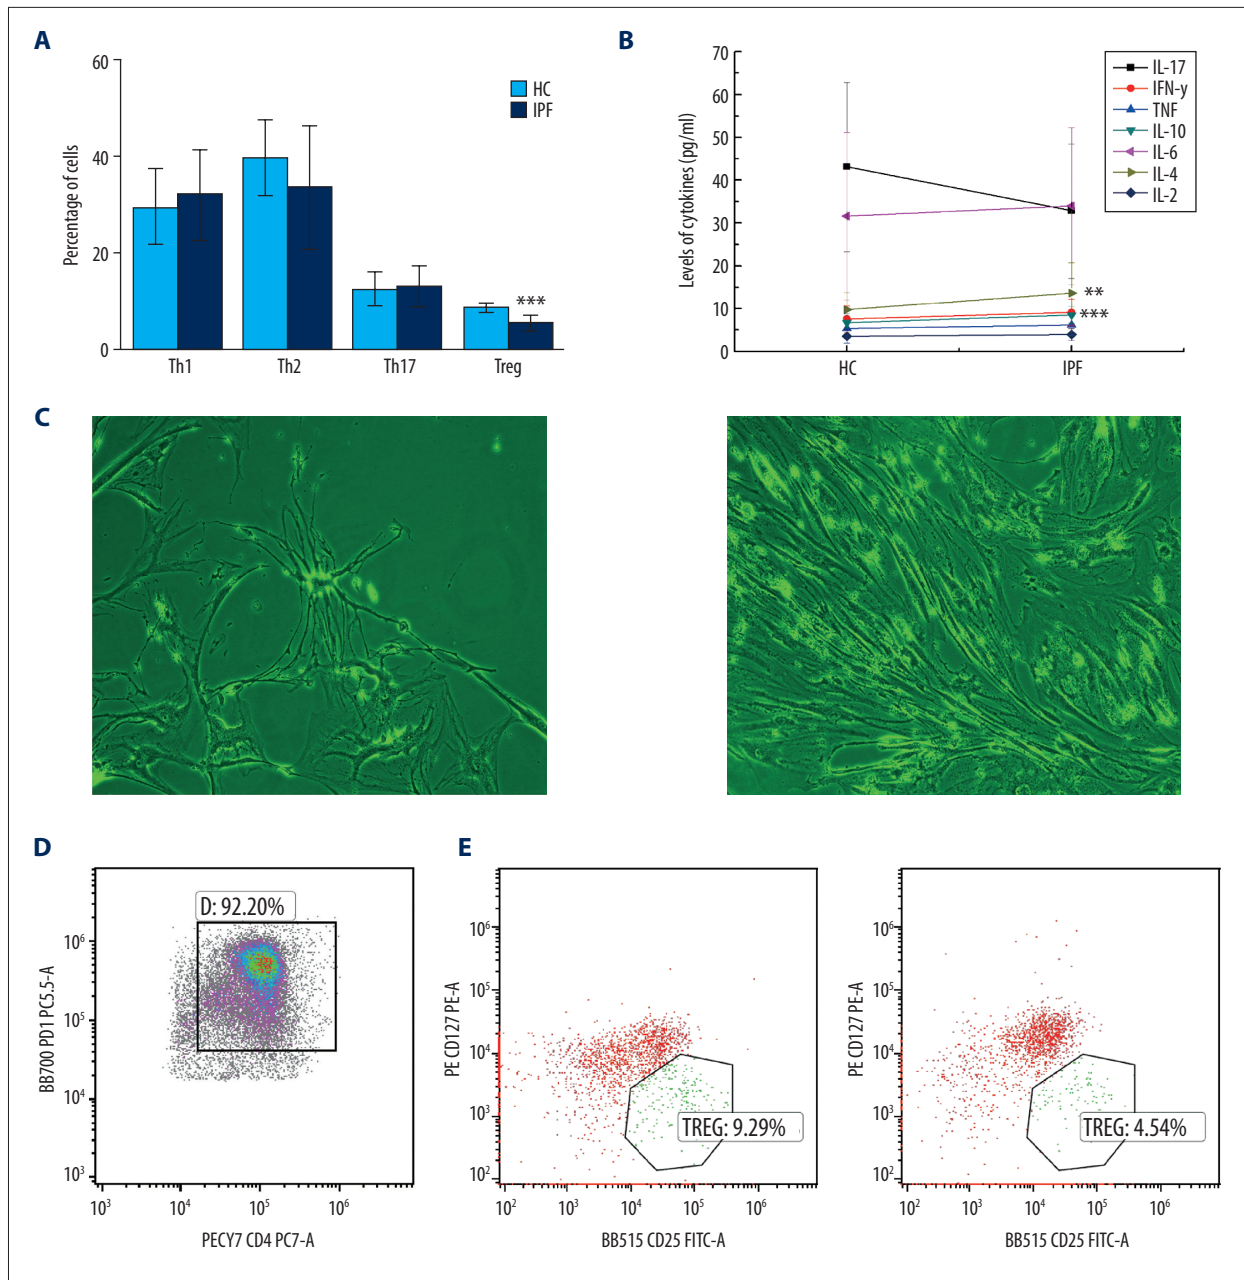 A
60
40
20
0
Percentage of cells
HC
IPF
***
Th1
Th2
Th17
Treg
B
70
60
50
40
30
20
10
0
Levels of cytokines (pg/ml)
IL-17
IFN-y
TNF
IL-10
IL-6
IL-4
IL-2
**
***
HC
IPF
C
D
D: 92.20%
10⁶
10⁵
10⁴
10³
BB700 PD1 PC5.5-A
10³
10⁴
10⁵
10⁶
PECY7 CD4 PC7-A
E
10⁶
10⁵
10⁴
10³
10²
PE CD127 PE-A
TREG: 9.29%
10²
10³
10⁴
10⁵
10⁶
BB515 CD25 FITC-A
10⁶
10⁵
10⁴
10³
10²
PE CD127 PE-A
TREG: 4.54%
10²
10³
10⁴
10⁵
10⁶
BB515 CD25 FITC-A